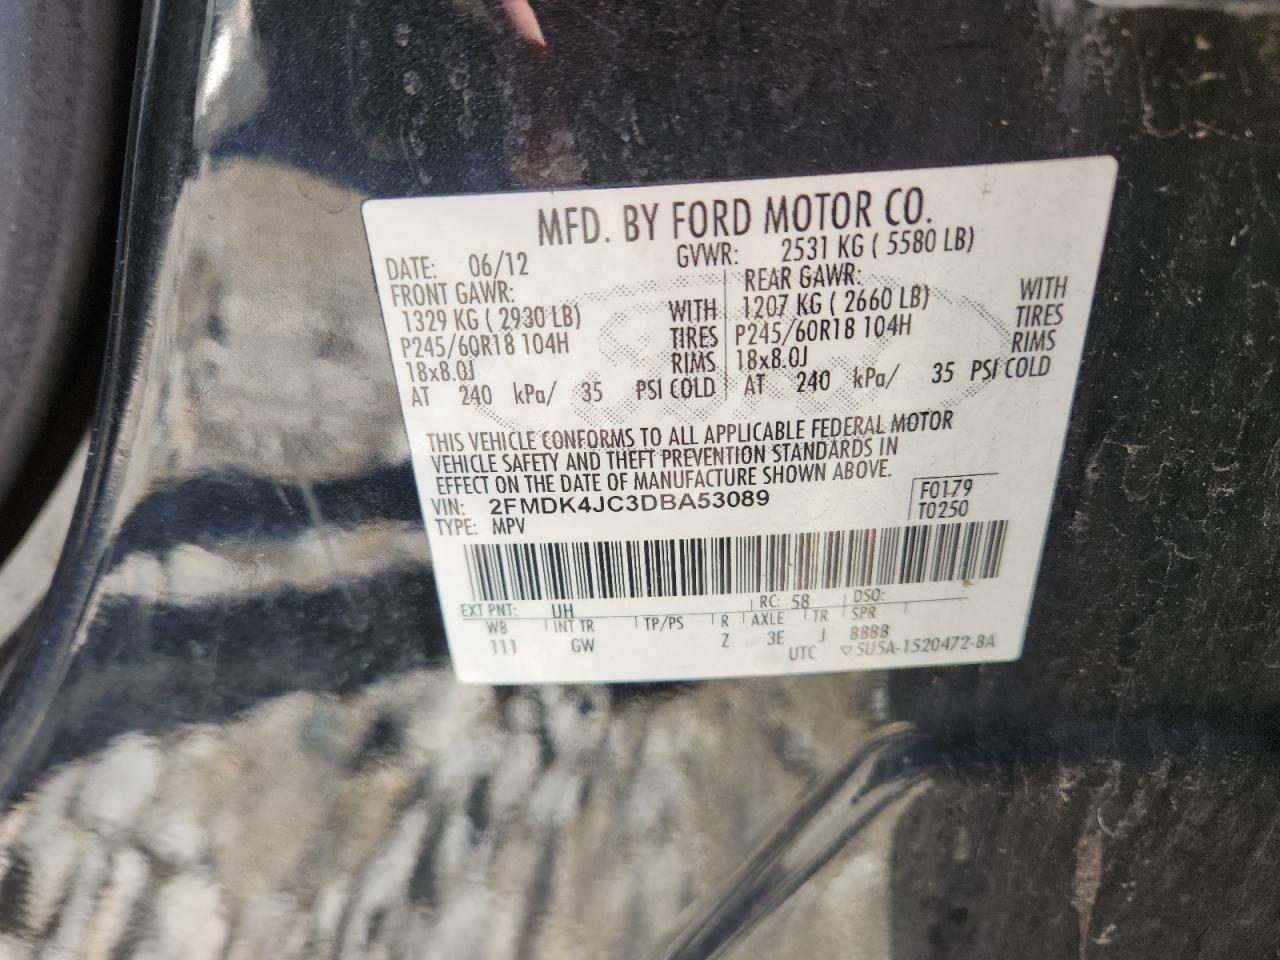 MFD. BY FORD MOTOR CO.
DATE: 06/12 GVWR: 2531 KG ( 5580 LB)
FRONT GAWR: REAR GAWR:
1329 KG ( 2930 LB) WITH 1207 KG ( 2660 LB) WITH
P245/60R18 104H TIRES P245/60R18 104H TIRES
18x8.0J RIMS 18x8.0J RIMS
AT 240 kPa/ 35 PSI COLD AT 240 kPa/ 35 PSI COLD
THIS VEHICLE CONFORMS TO ALL APPLICABLE FEDERAL MOTOR
VEHICLE SAFETY AND THEFT PREVENTION STANDARDS IN
EFFECT ON THE DATE OF MANUFACTURE SHOWN ABOVE.
VIN: 2FMDK4JC3DBA53089 F0179
TYPE: MPV T0250
EXT PNT: UH RC: 58 DSO:
WB INT TR TP/PS R AXLE TR SPR
111 GW Z 3E J BBBB
UTC ▽5U5A-1520472-BA